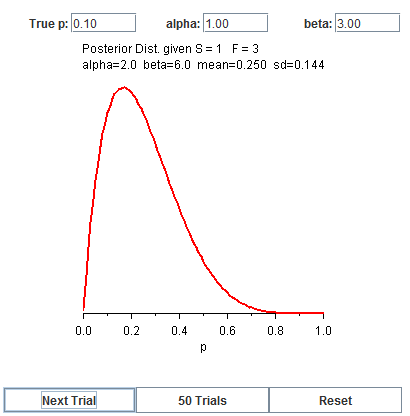 True p: 0.10 alpha: 1.00 beta: 3.00
Posterior Dist. given S = 1 F = 3
alpha=2.0 beta=6.0 mean=0.250 sd=0.144
0.0 0.2 0.4 0.6 0.8 1.0
p
Next Trial 50 Trials Reset